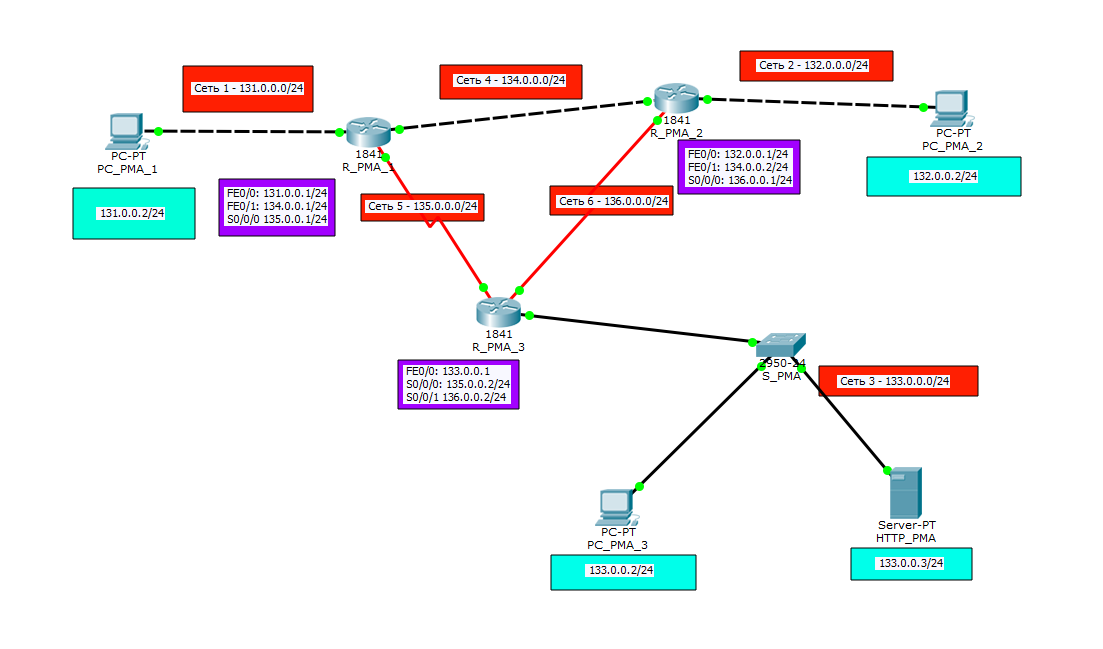 Сеть 1 - 131.0.0.0/24
Сеть 4 - 134.0.0.0/24
Сеть 2 - 132.0.0.0/24
PC-PT
PC_PMA_1
1841
R_PMA_1
1841
R_PMA_2
PC-PT
PC_PMA_2
131.0.0.2/24
FE0/0: 131.0.0.1/24
FE0/1: 134.0.0.1/24
S0/0/0 135.0.0.1/24
FE0/0: 132.0.0.1/24
FE0/1: 134.0.0.2/24
S0/0/0: 136.0.0.1/24
132.0.0.2/24
Сеть 5 - 135.0.0.0/24
Сеть 6 - 136.0.0.0/24
1841
R_PMA_3
FE0/0: 133.0.0.1
S0/0/0: 135.0.0.2/24
S0/0/1 136.0.0.2/24
2950-24
S_PMA
Сеть 3 - 133.0.0.0/24
PC-PT
PC_PMA_3
133.0.0.2/24
Server-PT
HTTP_PMA
133.0.0.3/24